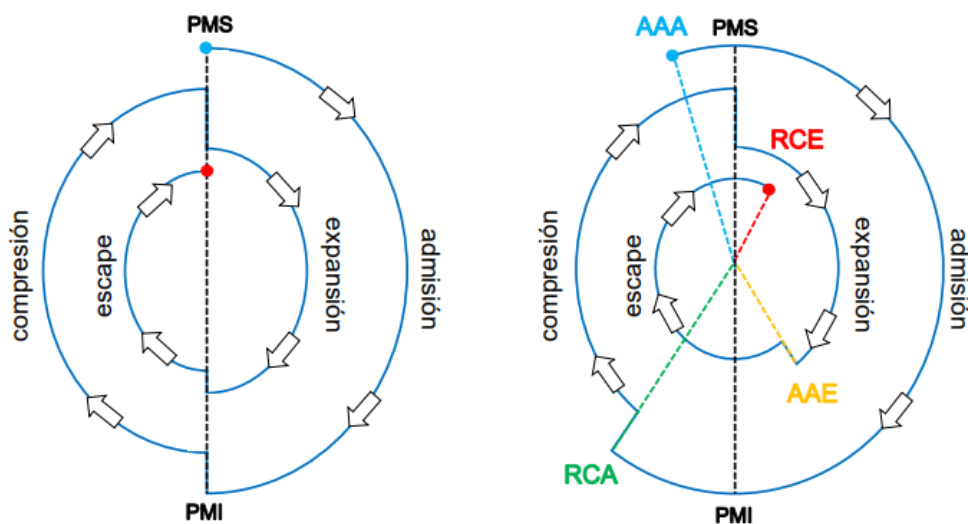 PMS
compresión
escape
expansión
admisión
PMI
AAA
PMS
RCE
compresión
escape
expansión
admisión
AAE
RCA
PMI